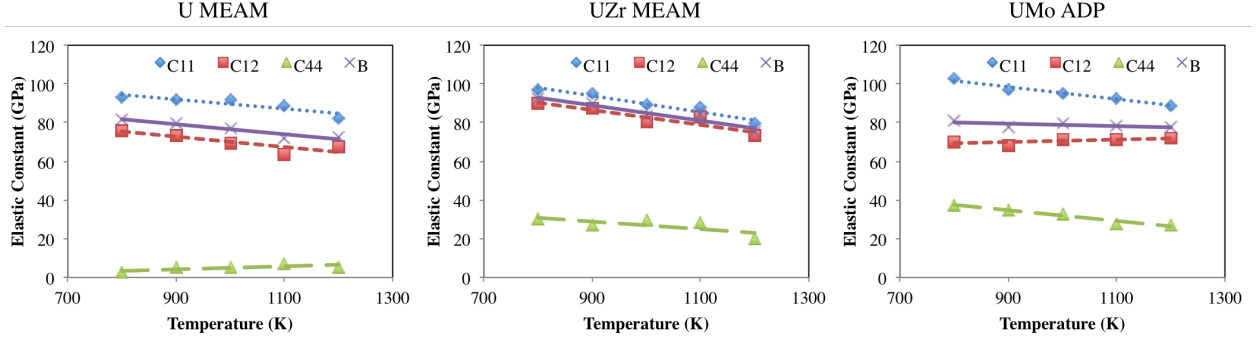 U MEAM
UZr MEAM
UMo ADP
Elastic Constant (GPa)
120
100
80
60
40
20
0
C11 C12 C44 B
700 900 1100 1300
Temperature (K)
Elastic Constant (GPa)
120
100
80
60
40
20
0
C11 C12 C44 B
700 900 1100 1300
Temperature (K)
Elastic Constant (GPa)
120
100
80
60
40
20
0
C11 C12 C44 B
700 900 1100 1300
Temperature (K)